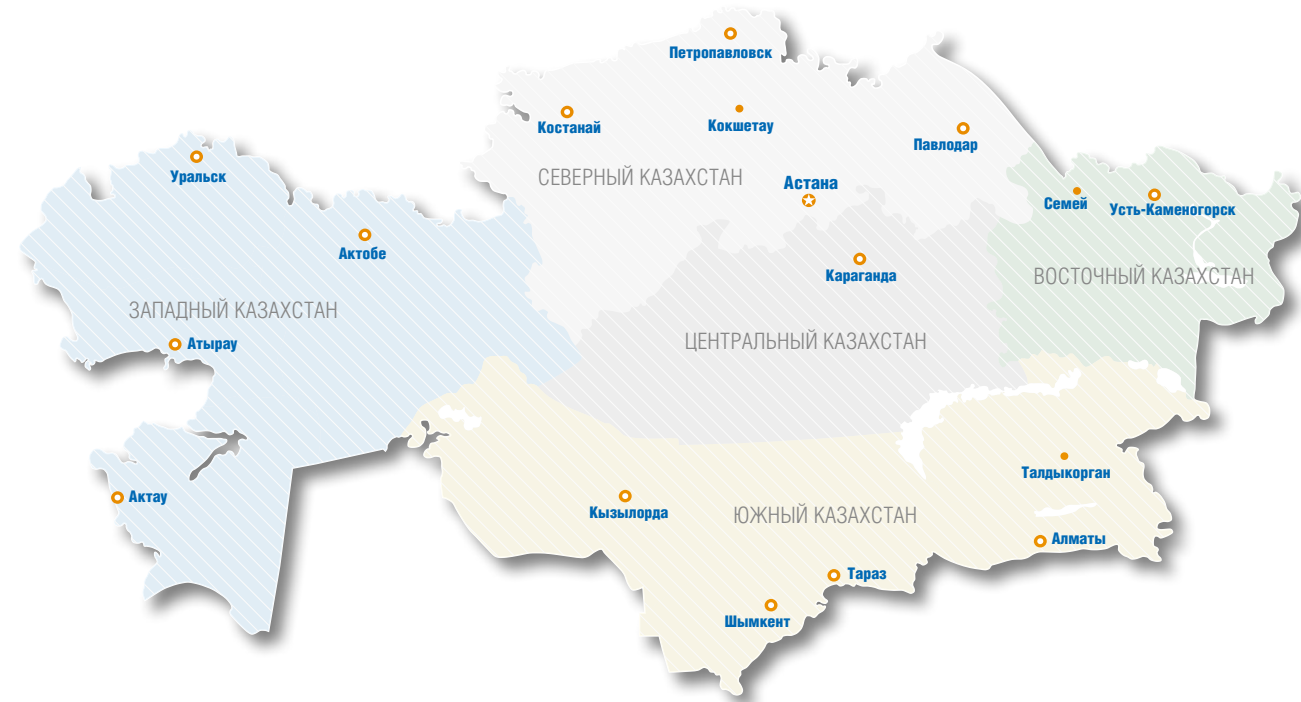 Петропавловск
Костанай
Кокшетау
Павлодар
Уральск
СЕВЕРНЫЙ КАЗАХСТАН
Астана
Семей
Усть-Каменогорск
Актобе
Караганда
ВОСТОЧНЫЙ КАЗАХСТАН
ЗАПАДНЫЙ КАЗАХСТАН
Атырау
ЦЕНТРАЛЬНЫЙ КАЗАХСТАН
Талдыкорган
Актау
Кызылорда
ЮЖНЫЙ КАЗАХСТАН
Алматы
Тараз
Шымкент